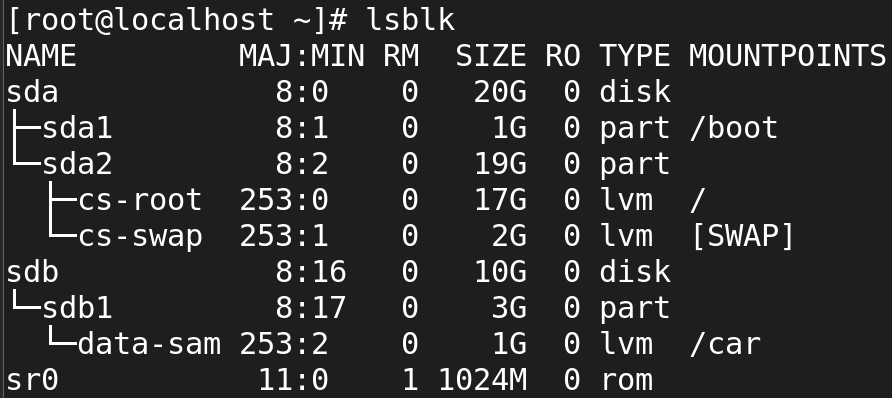 [root@localhost ~]# lsblk
NAME         MAJ:MIN RM  SIZE RO TYPE MOUNTPOINTS
sda            8:0    0   20G  0 disk
├─sda1         8:1    0    1G  0 part /boot
└─sda2         8:2    0   19G  0 part
  ├─cs-root  253:0    0   17G  0 lvm  /
  └─cs-swap  253:1    0    2G  0 lvm  [SWAP]
sdb            8:16   0   10G  0 disk
└─sdb1         8:17   0    3G  0 part
  └─data-sam 253:2    0    1G  0 lvm  /car
sr0           11:0    1 1024M  0 rom